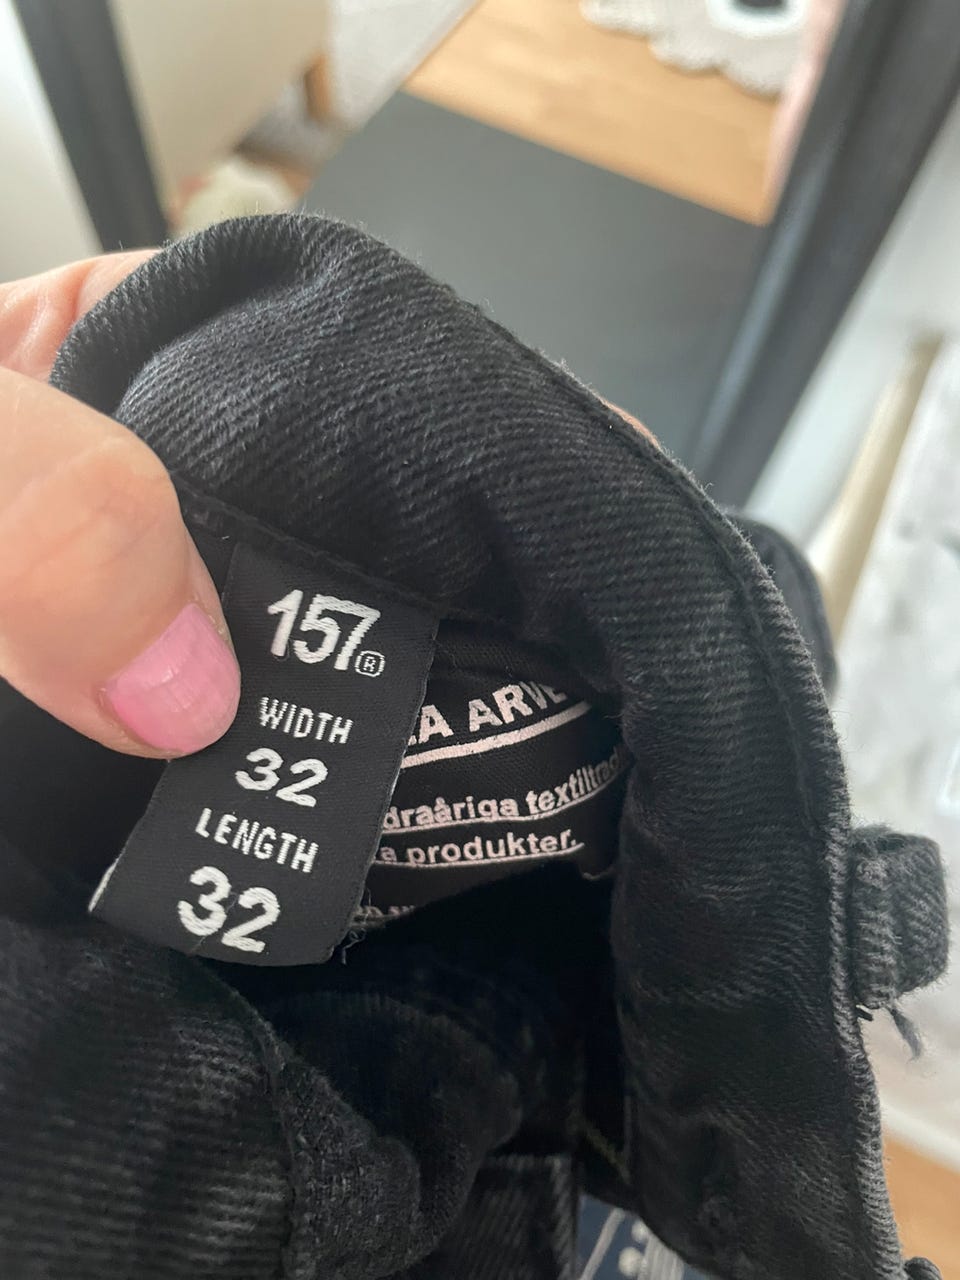 157®
WIDTH
32
LENGTH
32
A ARVE
draåriga textiltrad
a produkter.